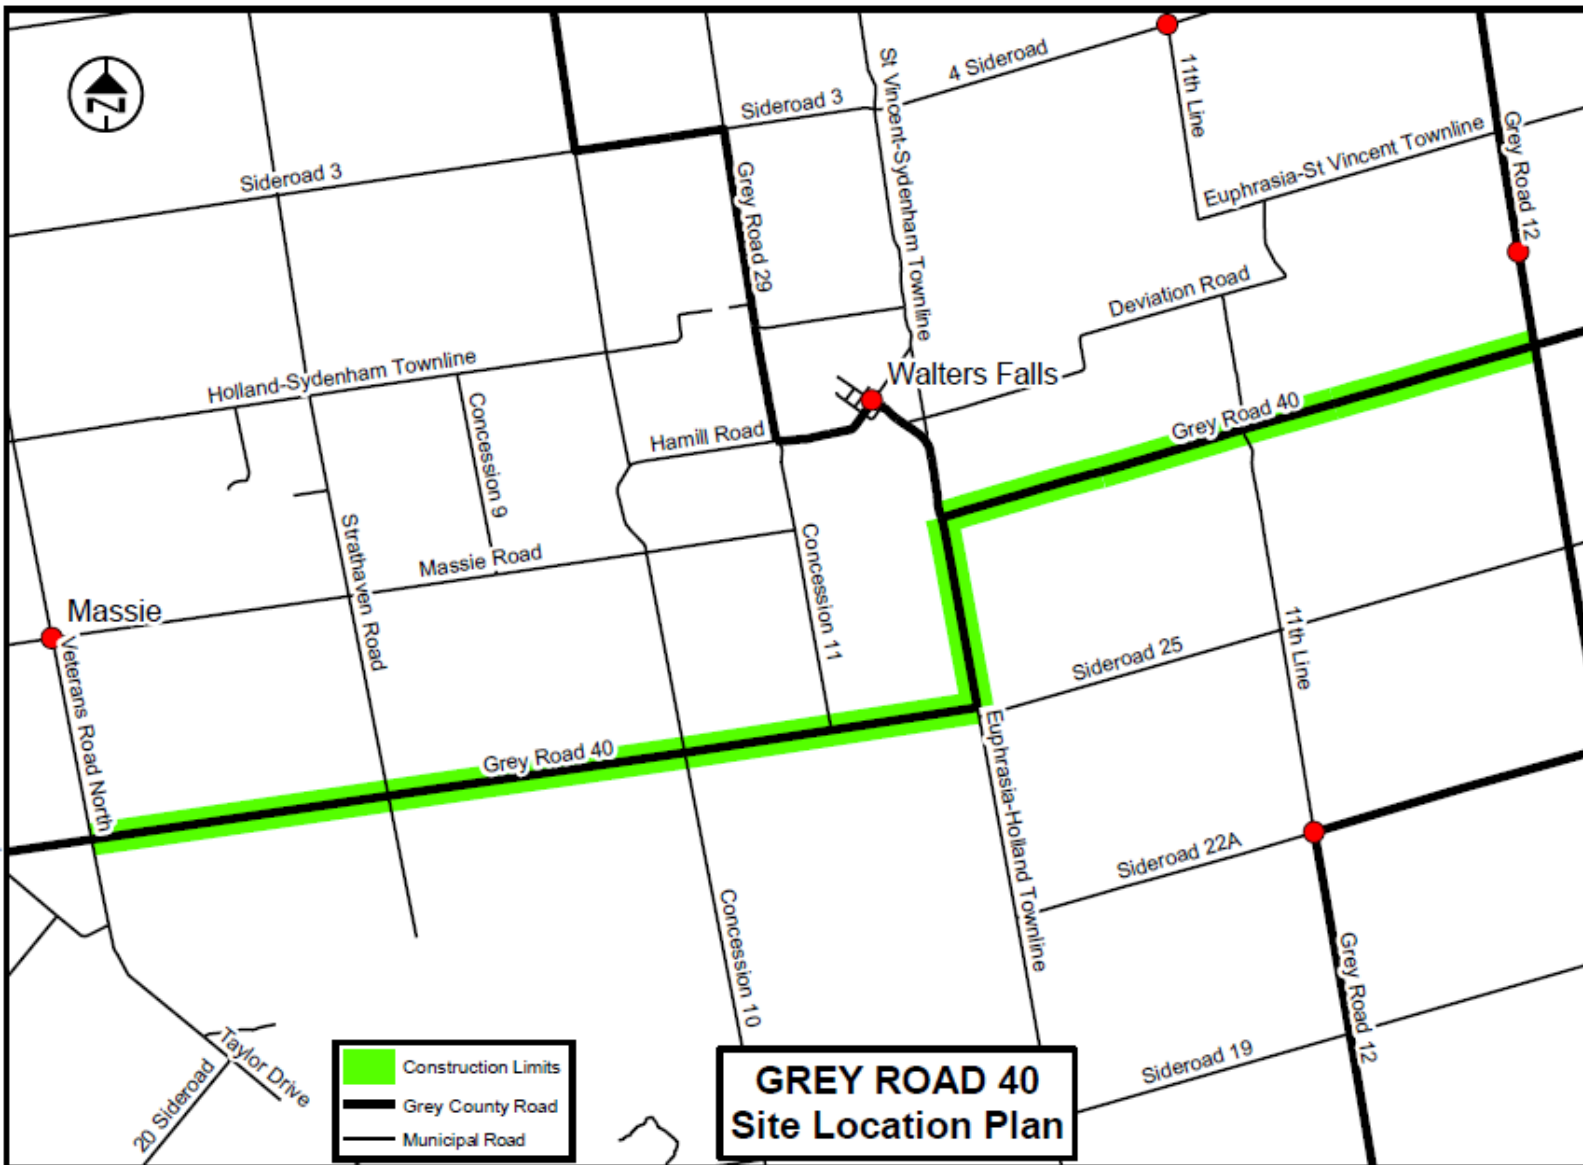 4 Sideroad
St Vincent-Sydenham Townline
11th Line
Sideroad 3
Grey Road 12
Euphrasia-St Vincent Townline
Sideroad 3
Grey Road 29
Deviation Road
Holland-Sydenham Townline
Walters Falls
Concession 9
Hamill Road
Grey Road 40
Strathaven Road
Massie Road
Concession 11
Massie
Veterans Road North
11th Line
Sideroad 25
Grey Road 40
Euphrasia-Holland Townline
Sideroad 22A
Concession 10
Grey Road 12
Taylor Drive
20 Sideroad
Sideroad 19
Construction Limits
Grey County Road
Municipal Road
GREY ROAD 40
Site Location Plan
N